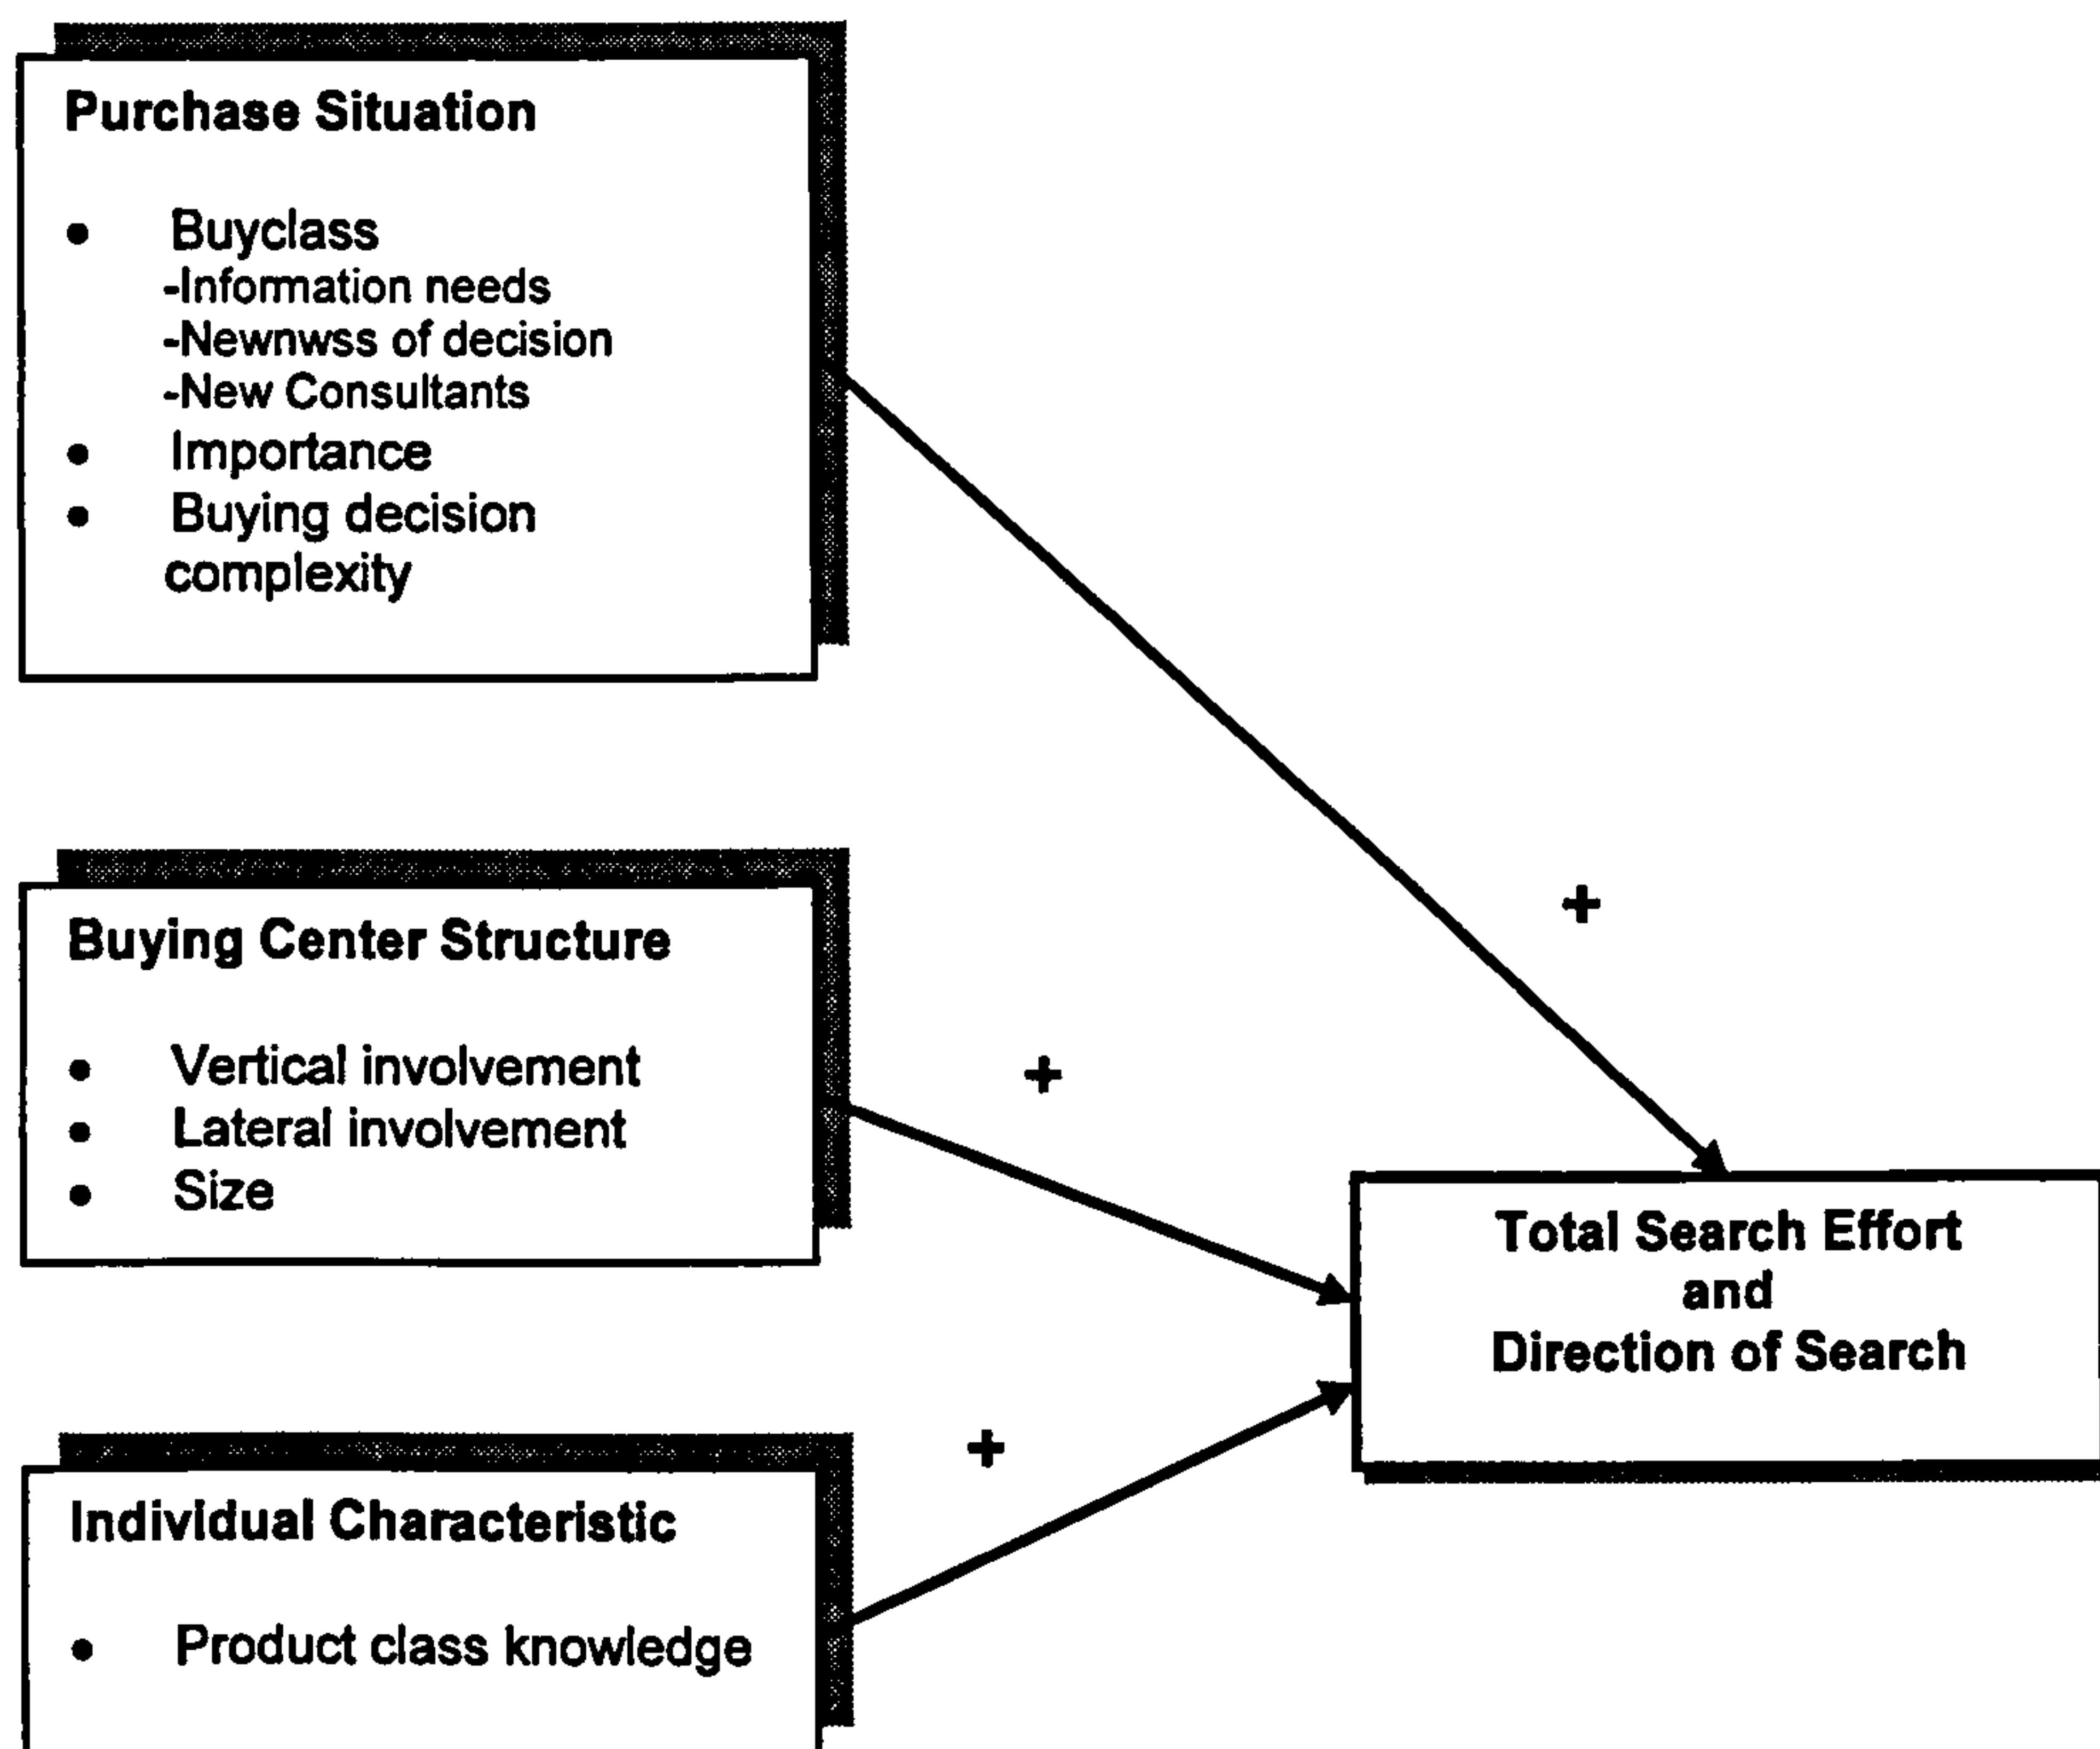 Purchase Situation
• Buyclass
-Information needs
-Newnwss of decision
-New Consultants
• Importance
• Buying decision
complexity
+
Buying Center Structure
+
• Vertical involvement
• Lateral involvement
• Size
Total Search Effort
and
Direction of Search
+
Individual Characteristic
• Product class knowledge